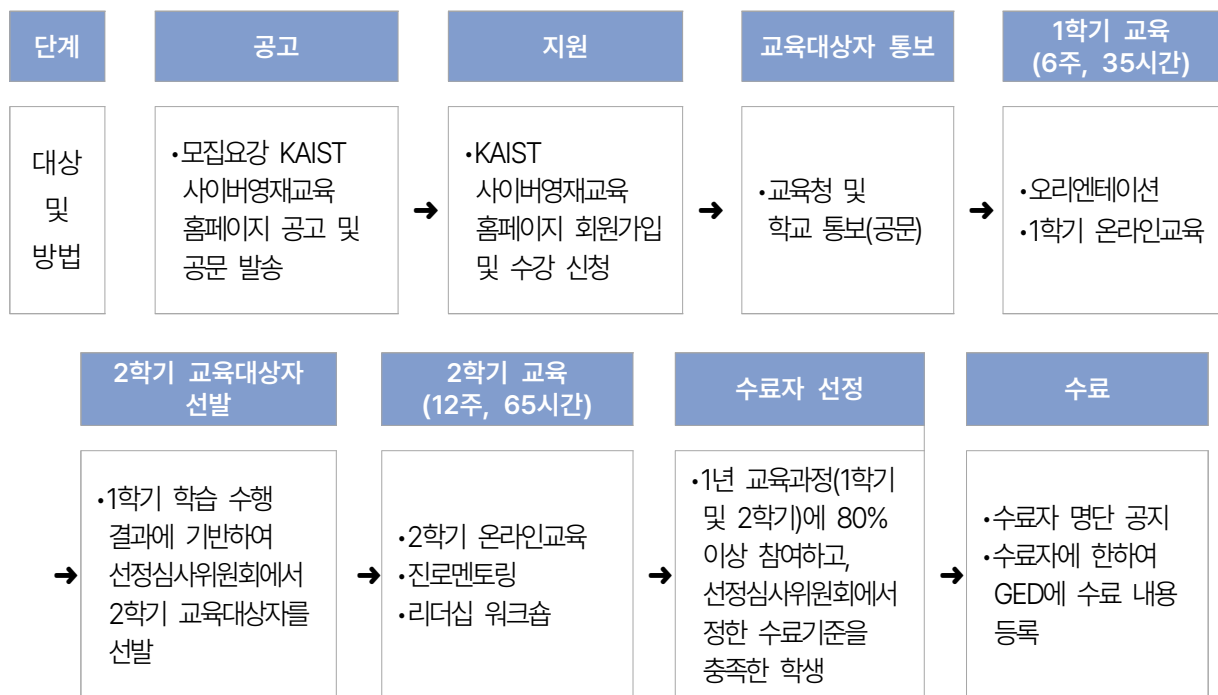 단계
공고
지원
교육대상자 통보
1학기 교육
(6주, 35시간)
대상
및
방법
•모집요강 KAIST
사이버영재교육
홈페이지 공고 및
공문 발송
➜
•KAIST
사이버영재교육
홈페이지 회원가입
및 수강 신청
➜
•교육청 및
학교 통보(공문)
➜
•오리엔테이션
•1학기 온라인교육
2학기 교육대상자
선발
2학기 교육
(12주, 65시간)
수료자 선정
수료
➜
•1학기 학습 수행
결과에 기반하여
선정심사위원회에서
2학기 교육대상자를
선발
➜
•2학기 온라인교육
•진로멘토링
•리더십 워크숍
➜
•1년 교육과정(1학기
및 2학기)에 80%
이상 참여하고,
선정심사위원회에서
정한 수료기준을
충족한 학생
➜
•수료자 명단 공지
•수료자에 한하여
GED에 수료 내용
등록